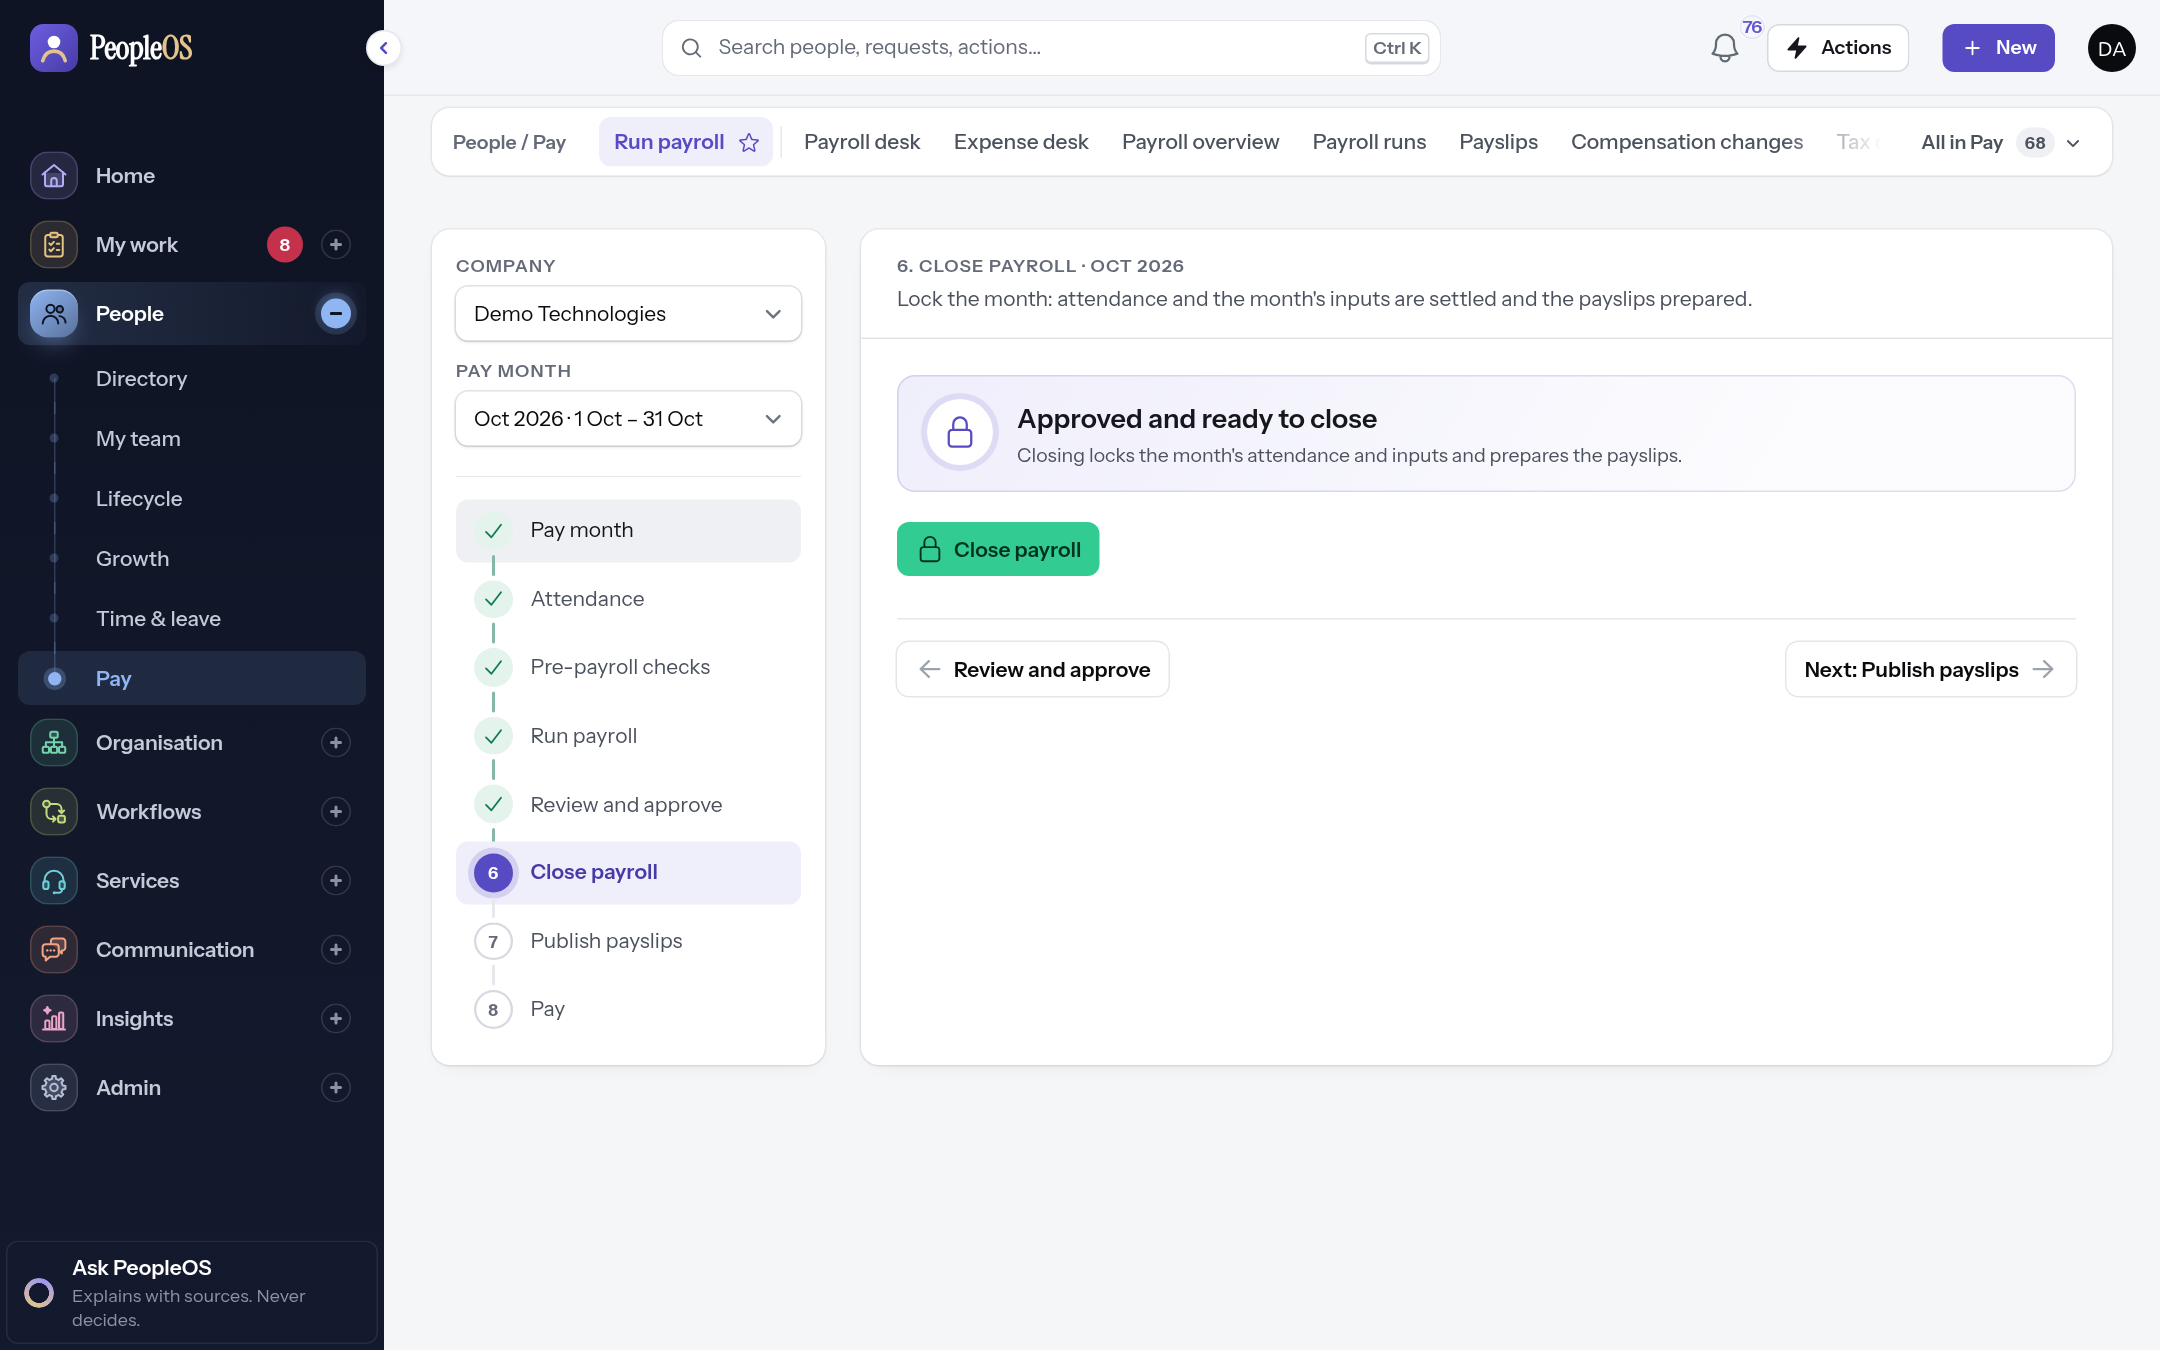 PeopleOS
Search people, requests, actions...
Ctrl K
76
Actions
New
DA
Home
My work
8
People
Directory
My team
Lifecycle
Growth
Time & leave
Pay
Organisation
Workflows
Services
Communication
Insights
Admin
Ask PeopleOS
Explains with sources. Never
decides.
People / Pay
Run payroll
Payroll desk
Expense desk
Payroll overview
Payroll runs
Payslips
Compensation changes
Tax
All in Pay
68
COMPANY
Demo Technologies
PAY MONTH
Oct 2026 · 1 Oct – 31 Oct
Pay month
Attendance
Pre-payroll checks
Run payroll
Review and approve
6 Close payroll
7 Publish payslips
8 Pay
6. CLOSE PAYROLL · OCT 2026
Lock the month: attendance and the month's inputs are settled and the payslips prepared.
Approved and ready to close
Closing locks the month's attendance and inputs and prepares the payslips.
Close payroll
Review and approve
Next: Publish payslips